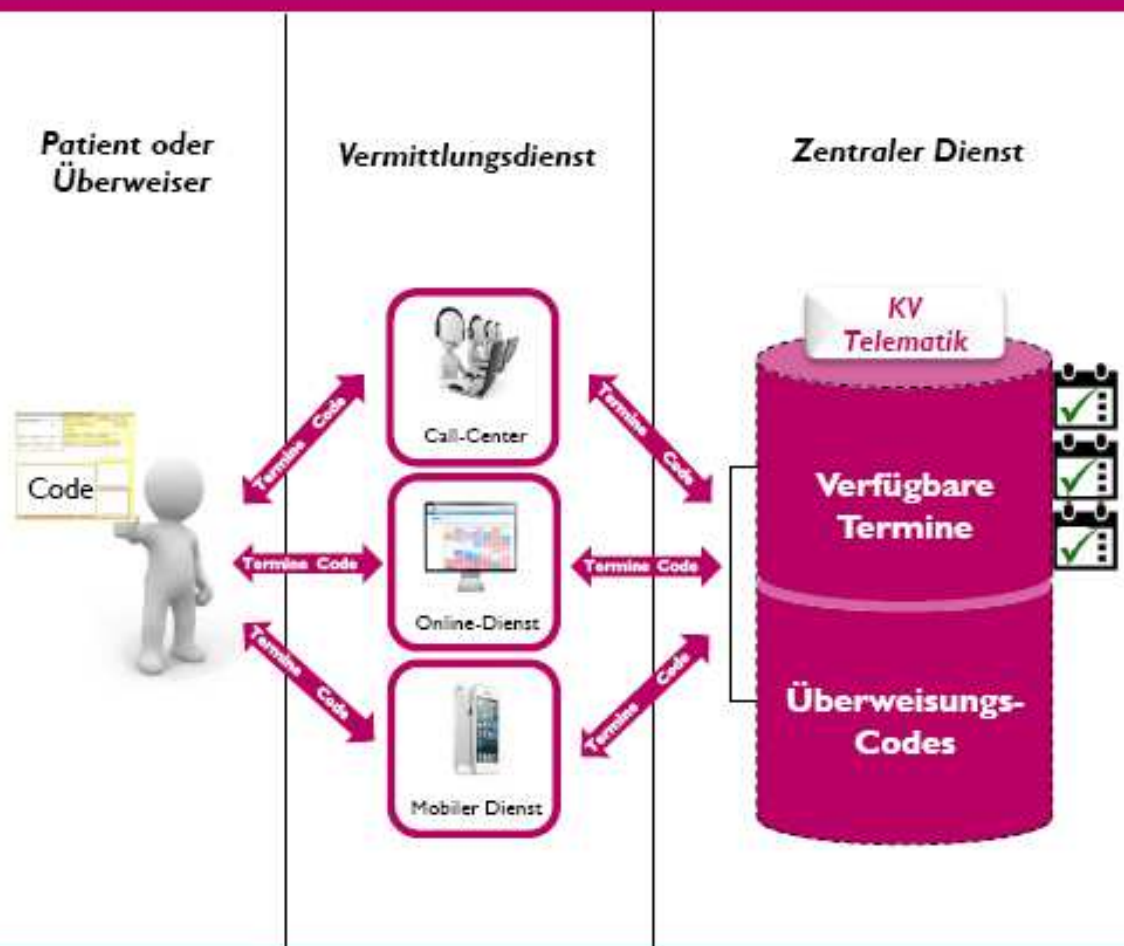 Patient oder
Überweiser
Vermittlungsdienst
Zentraler Dienst
Code
Termine Code
Termine Code
Termine Code
Call-Center
Online-Dienst
Mobiler Dienst
Termine Code
Termine Code
Termine Code
KV
Telematik
Verfügbare
Termine
Überweisungs-
Codes